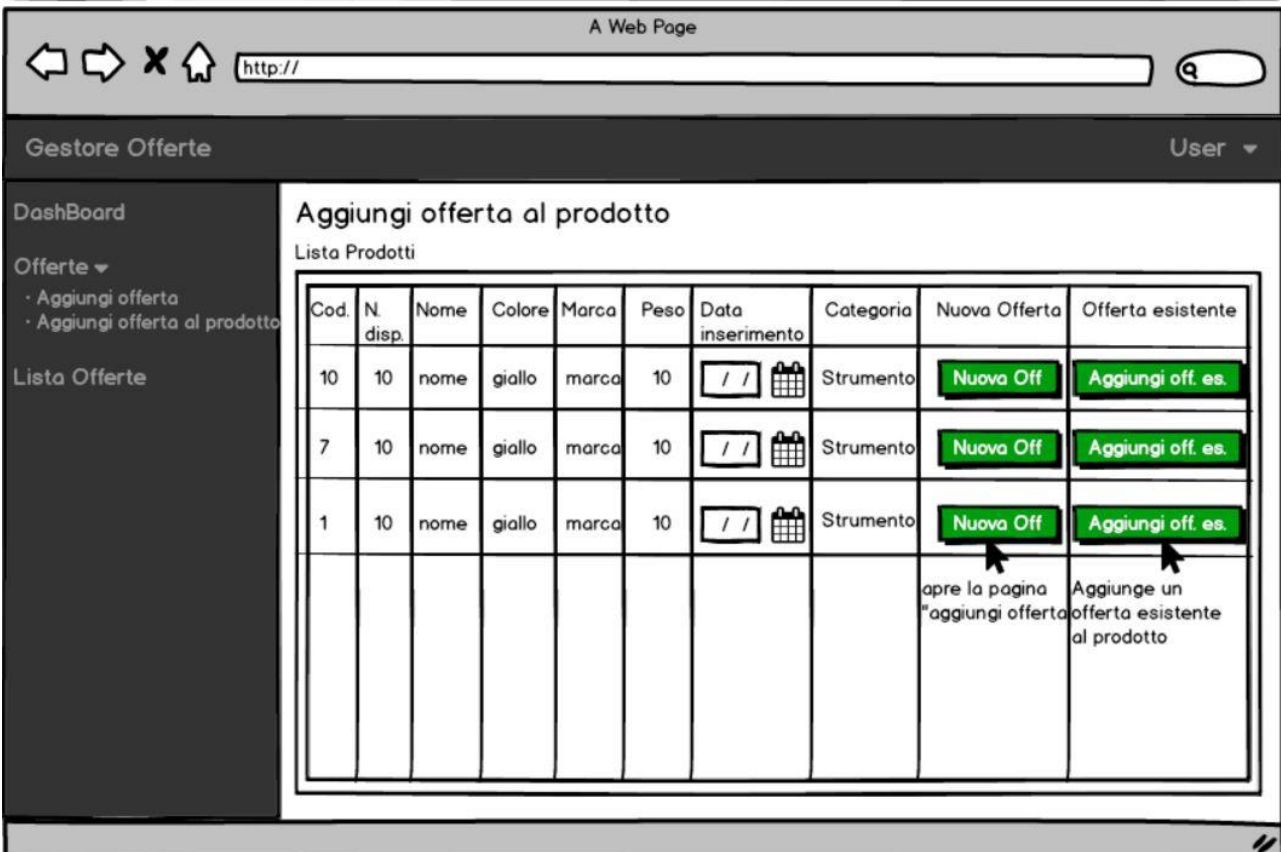 A Web Page
http://
Gestore Offerte
User
DashBoard
Offerte
· Aggiungi offerta
· Aggiungi offerta al prodotto
Lista Offerte
Aggiungi offerta al prodotto
Lista Prodotti
Cod. N. disp. Nome Colore Marca Peso Data inserimento Categoria Nuova Offerta Offerta esistente
10 10 nome giallo marca 10 / / Strumento Nuova Off Aggiungi off. es.
7 10 nome giallo marca 10 / / Strumento Nuova Off Aggiungi off. es.
1 10 nome giallo marca 10 / / Strumento Nuova Off Aggiungi off. es.
apre la pagina
"aggiungi offerta
Aggiunge un
offerta esistente
al prodotto